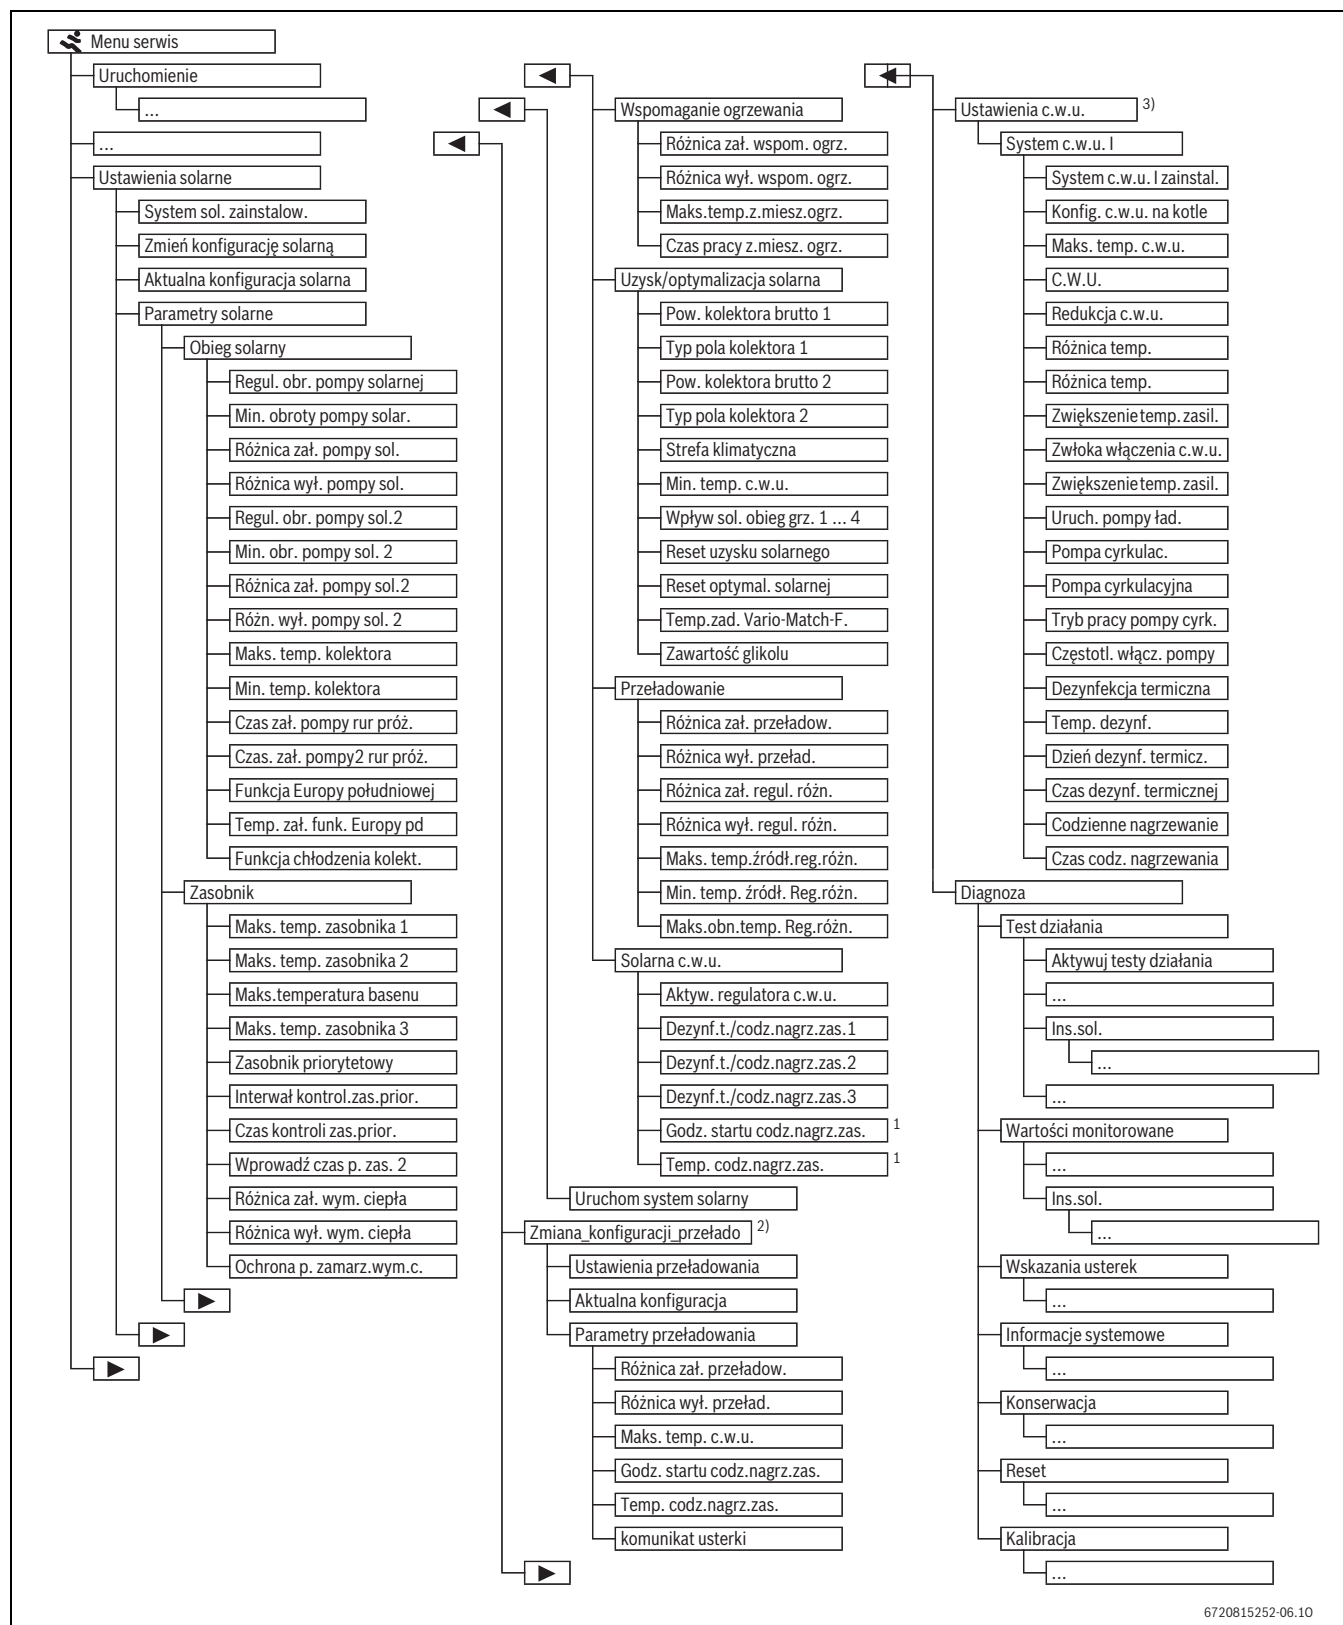 Menu serwis
Uruchomienie
...
...
Ustawienia solarne
System sol. zainstalow.
Zmień konfigurację solarną
Aktualna konfiguracja solarna
Parametry solarne
Obieg solarny
Regul. obr. pompy solarnej
Min. obroty pompy solar.
Różnica zał. pompy sol.
Różnica wył. pompy sol.
Regul. obr. pompy sol.2
Min. obr. pompy sol. 2
Różnica zał. pompy sol.2
Różn. wył. pompy sol. 2
Maks. temp. kolektora
Min. temp. kolektora
Czas zał. pompy rur próż.
Czas. zał. pompy2 rur próż.
Funkcja Europy południowej
Temp. zał. funk. Europy pd
Funkcja chłodzenia kolekt.
Zasobnik
Maks. temp. zasobnika 1
Maks. temp. zasobnika 2
Maks.temperatura basenu
Maks. temp. zasobnika 3
Zasobnik priorytetowy
Interwał kontrol.zas.prior.
Czas kontroli zas.prior.
Wprowadź czas p. zas. 2
Różnica zał. wym. ciepła
Różnica wył. wym. ciepła
Ochrona p. zamarz.wym.c.
Wspomaganie ogrzewania
Różnica zał. wspom. ogrz.
Różnica wył. wspom. ogrz.
Maks.temp.z.miesz.ogrz.
Czas pracy z.miesz. ogrz.
Uzysk/optymalizacja solarna
Pow. kolektora brutto 1
Typ pola kolektora 1
Pow. kolektora brutto 2
Typ pola kolektora 2
Strefa klimatyczna
Min. temp. c.w.u.
Wpływ sol. obieg grz. 1 ... 4
Reset uzysku solarnego
Reset optymal. solarnej
Temp.zad. Vario-Match-F.
Zawartość glikolu
Przeładowanie
Różnica zał. przeładow.
Różnica wył. przeład.
Różnica zał. regul. różn.
Różnica wył. regul. różn.
Maks. temp.źródł.reg.różn.
Min. temp. źródł. Reg.różn.
Maks.obn.temp. Reg.różn.
Solarna c.w.u.
Aktyw. regulatora c.w.u.
Dezynf.t./codz.nagrz.zas.1
Dezynf.t./codz.nagrz.zas.2
Dezynf.t./codz.nagrz.zas.3
Godz. startu codz.nagrz.zas. 1
Temp. codz.nagrz.zas. 1
Uruchom system solarny
Zmiana_konfiguracji_przełado 2)
Ustawienia przeładowania
Aktualna konfiguracja
Parametry przeładowania
Różnica zał. przeładow.
Różnica wył. przeład.
Maks. temp. c.w.u.
Godz. startu codz.nagrz.zas.
Temp. codz.nagrz.zas.
komunikat usterki
Ustawienia c.w.u. 3)
System c.w.u. I
System c.w.u. I zainstal.
Konfig. c.w.u. na kotle
Maks. temp. c.w.u.
C.W.U.
Redukcja c.w.u.
Różnica temp.
Różnica temp.
Zwiększenie temp. zasil.
Zwłoka włączenia c.w.u.
Zwiększenie temp. zasil.
Uruch. pompy ład.
Pompa cyrkulac.
Pompa cyrkulacyjna
Tryb pracy pompy cyrk.
Częstotl. włącz. pompy
Dezynfekcja termiczna
Temp. dezynf.
Dzień dezynf. termicz.
Czas dezynf. termicznej
Codzienne nagrzewanie
Czas codz. nagrzewania
Diagnoza
Test działania
Aktywuj testy działania
...
Ins.sol.
...
...
Wartości monitorowane
...
Ins.sol.
...
Wskazania usterek
...
Informacje systemowe
...
Konserwacja
...
Reset
...
Kalibracja
...
6720815252-06.1O